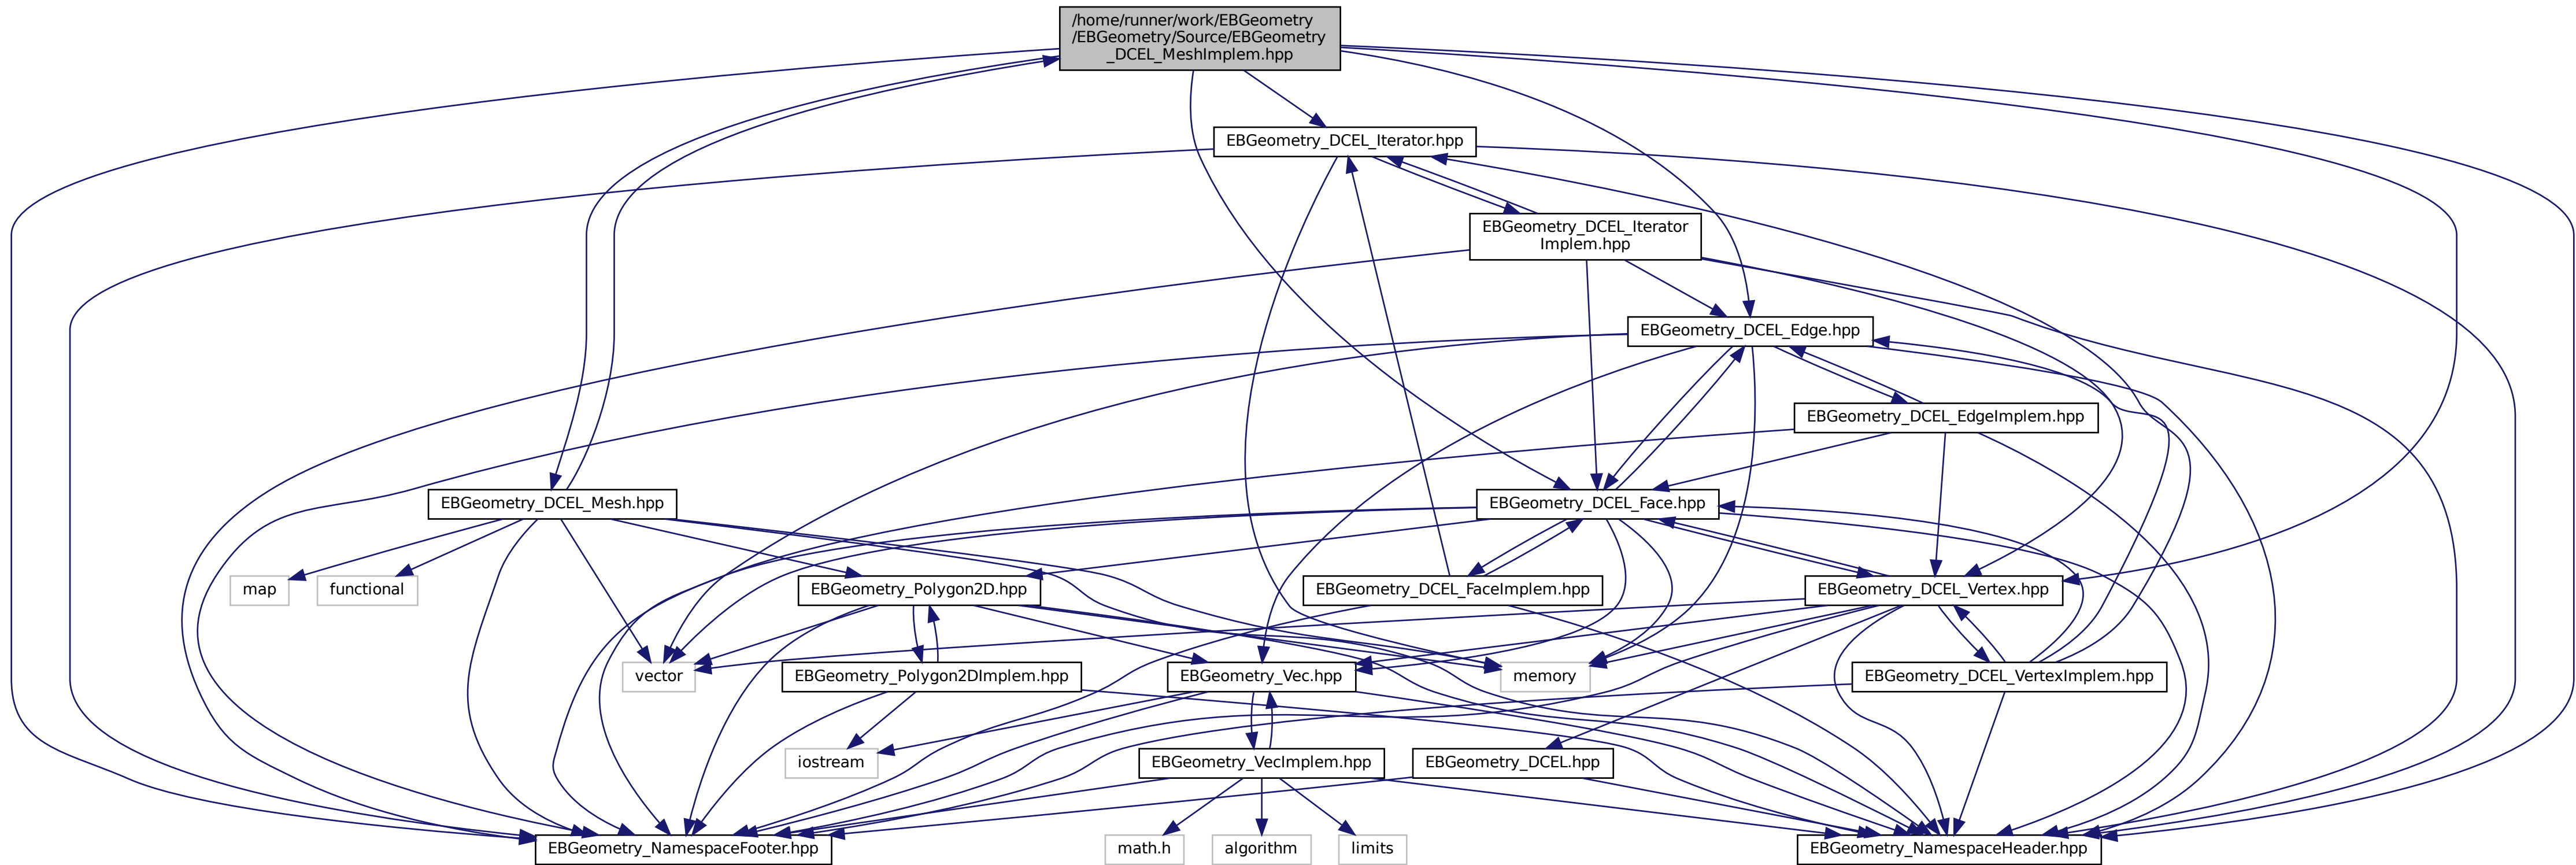 /home/runner/work/EBGeometry
/EBGeometry/Source/EBGeometry
_DCEL_MeshImplem.hpp
EBGeometry_DCEL_Iterator.hpp
EBGeometry_DCEL_Iterator
Implem.hpp
EBGeometry_DCEL_Edge.hpp
EBGeometry_DCEL_EdgeImplem.hpp
EBGeometry_DCEL_Mesh.hpp
EBGeometry_DCEL_Face.hpp
map
functional
EBGeometry_Polygon2D.hpp
EBGeometry_DCEL_FaceImplem.hpp
EBGeometry_DCEL_Vertex.hpp
vector
EBGeometry_Polygon2DImplem.hpp
EBGeometry_Vec.hpp
memory
EBGeometry_DCEL_VertexImplem.hpp
iostream
EBGeometry_VecImplem.hpp
EBGeometry_DCEL.hpp
EBGeometry_NamespaceFooter.hpp
math.h
algorithm
limits
EBGeometry_NamespaceHeader.hpp